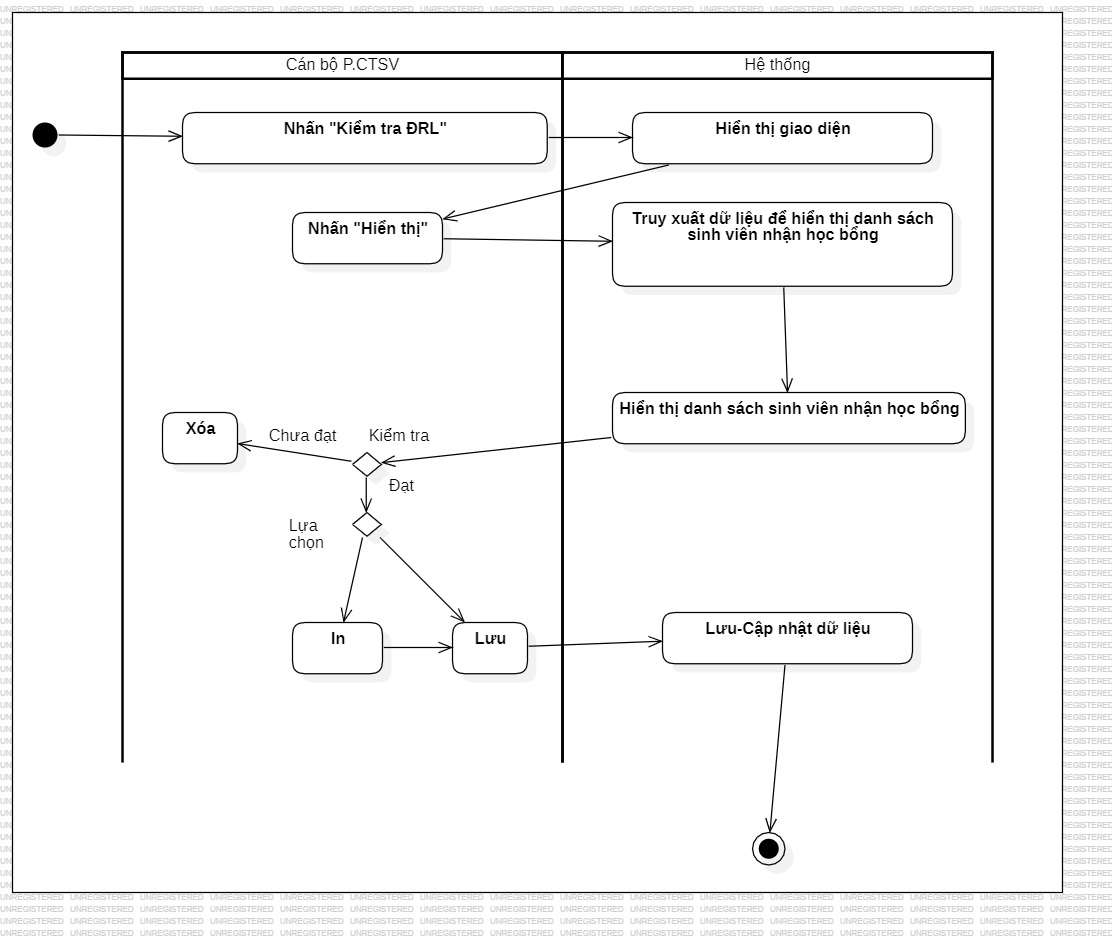 Cán bộ P.CTSV
Hệ thống
Nhấn "Kiểm tra ĐRL"
Hiển thị giao diện
Nhấn "Hiển thị"
Truy xuất dữ liệu để hiển thị danh sách
sinh viên nhận học bổng
Hiển thị danh sách sinh viên nhận học bổng
Xóa
Chưa đạt
Kiểm tra
Đạt
Lựa
chọn
In
Lưu
Lưu-Cập nhật dữ liệu
UNREGISTERED